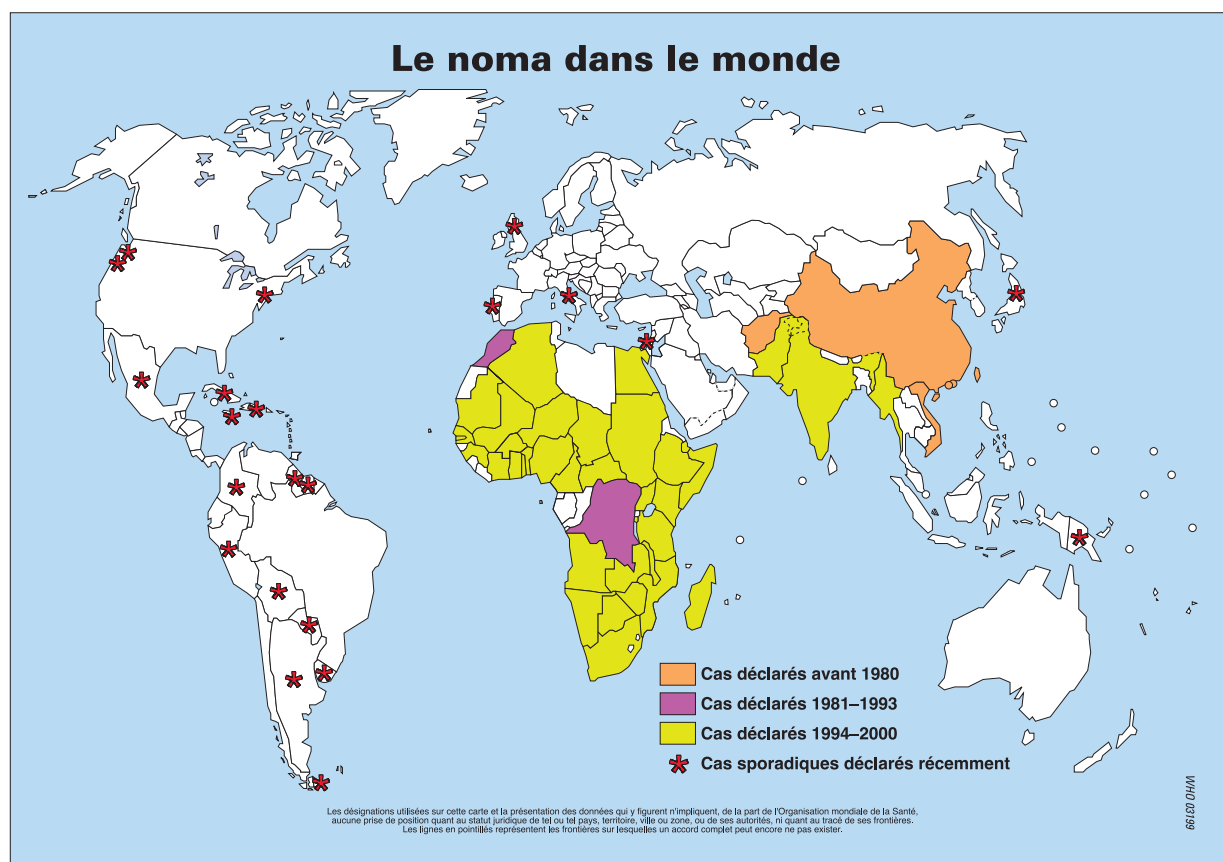 Le noma dans le monde
Cas déclarés avant 1980
Cas déclarés 1981–1993
Cas déclarés 1994–2000
Cas sporadiques déclarés récemment
Les désignations utilisées sur cette carte et la présentation des données qui y figurent n'impliquent, de la part de l'Organisation mondiale de la Santé,
aucune prise de position quant au statut juridique de tel ou tel pays, territoire, ville ou zone, ou de ses autorités, ni quant au tracé de ses frontières.
Les lignes en pointillés représentent les frontières sur lesquelles un accord complet peut encore ne pas exister.
WHO 03199